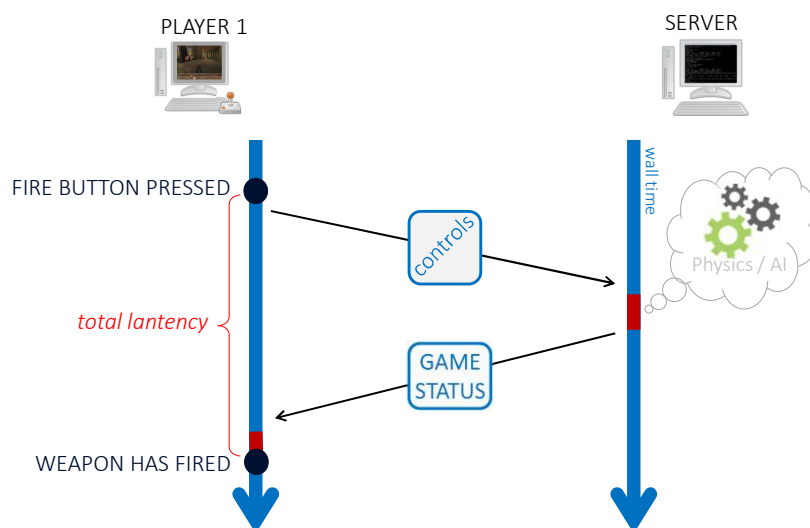 PLAYER 1
SERVER
wall time
FIRE BUTTON PRESSED
controls
Physics / AI
total lantency
GAME
STATUS
WEAPON HAS FIRED